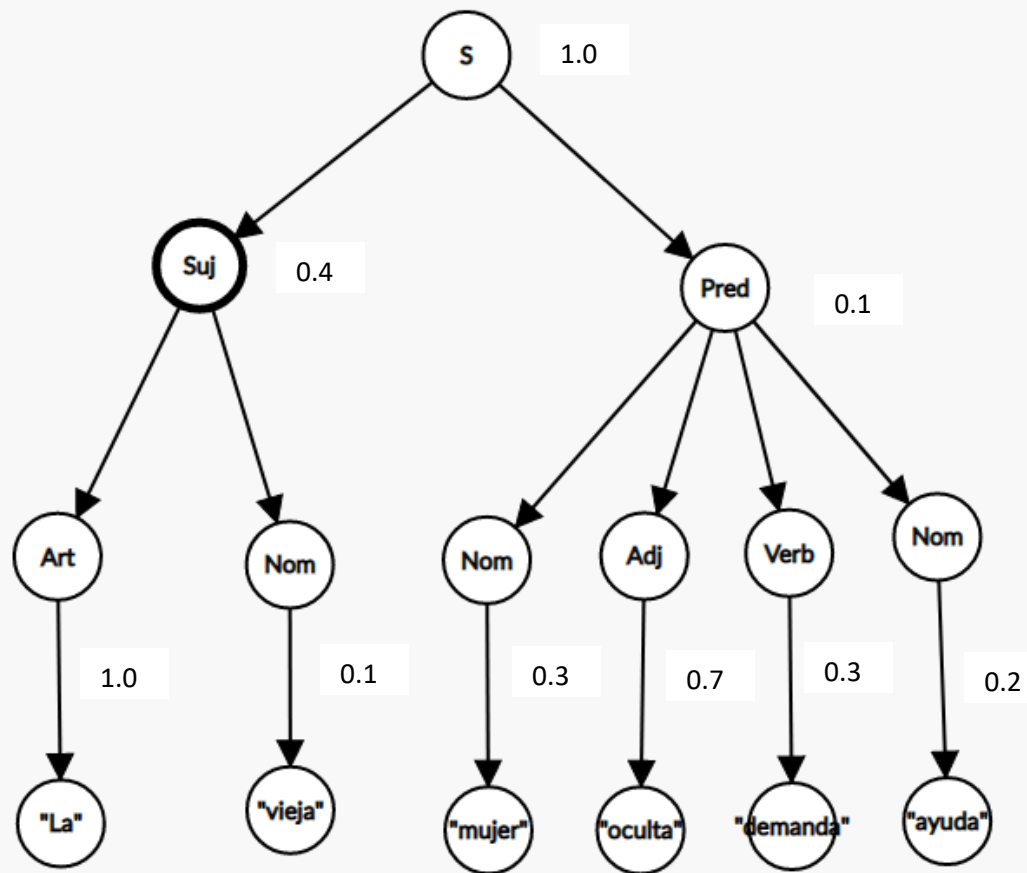 S 1.0
Suj 0.4
Pred 0.1
Art Nom Nom Adj Verb Nom
1.0 0.1 0.3 0.7 0.3 0.2
"La" "vieja" "mujer" "oculta" "demanda" "ayuda"